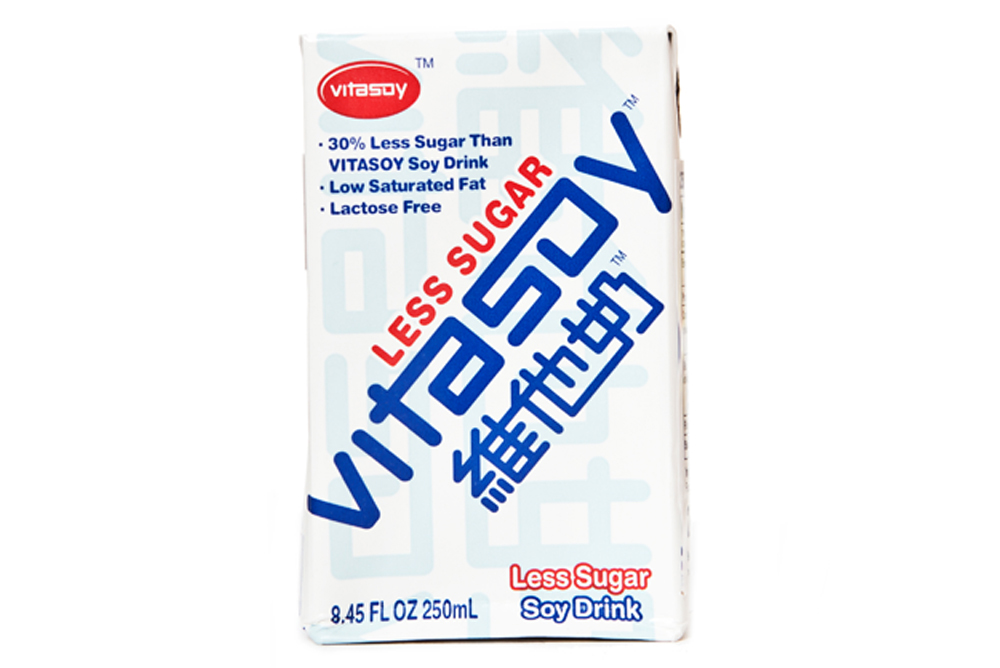 vitasoy TM
· 30% Less Sugar Than
VITASOY Soy Drink
· Low Saturated Fat
· Lactose Free
LESS SUGAR
vitasoy TM
維他奶 TM
Less Sugar
Soy Drink
8.45 FL OZ 250mL